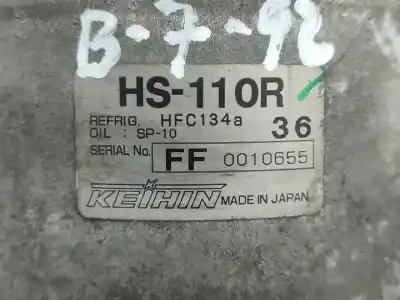 B-7-92
HS-110R
REFRIG. HFC134a 36
OIL : SP-10
SERIAL No. FF 0010655
KEIHIN MADE IN JAPAN